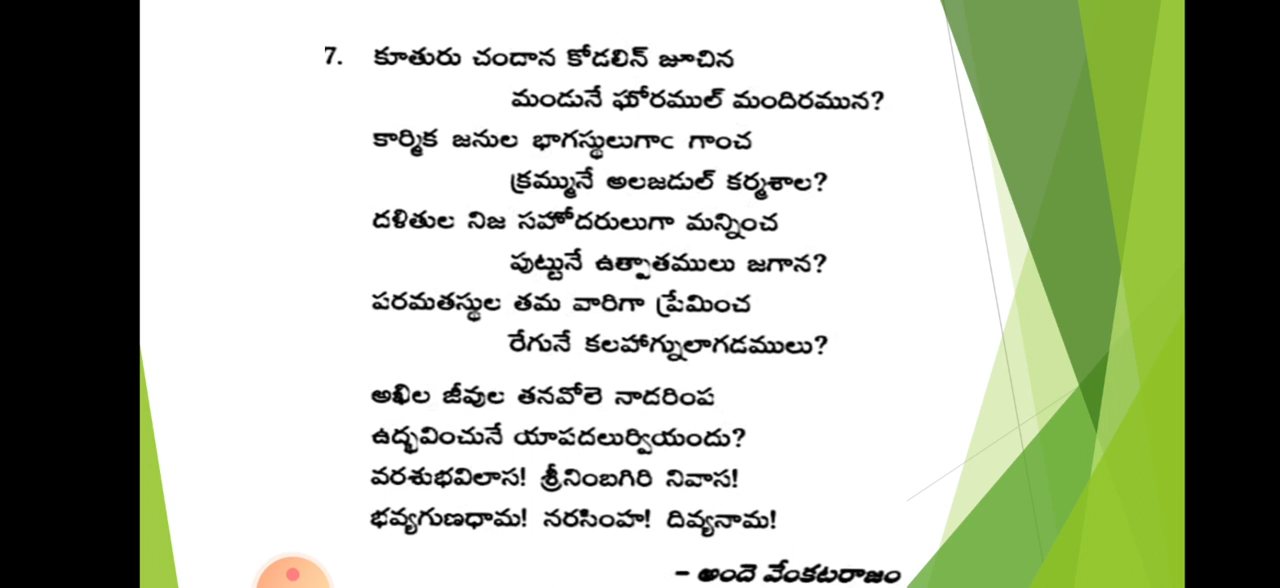 7. కూతురు చందాన కోడలిన్ జూచిన
మండునే ఘోరముల్ మందిరమున?
కార్మిక జనుల భాగస్థులుగాఁ గాంచ
క్రమ్మునే అలజడుల్ కర్మశాల?
దళితుల నిజ సహోదరులుగా మన్నించ
పుట్టునే ఉత్పాతములు జగాన?
పరమతస్థుల తమ వారిగా ప్రేమించ
రేగునే కలహాగ్నులాగడములు?
అఖిల జీవుల తనవోలె నాదరింప
ఉద్భవించునే యాపదలుర్వియందు?
వరశుభవిలాస! శ్రీనింబగిరి నివాస!
భవ్యగుణధామ! నరసింహ! దివ్యనామ!
– అందె వేంకటరాజం